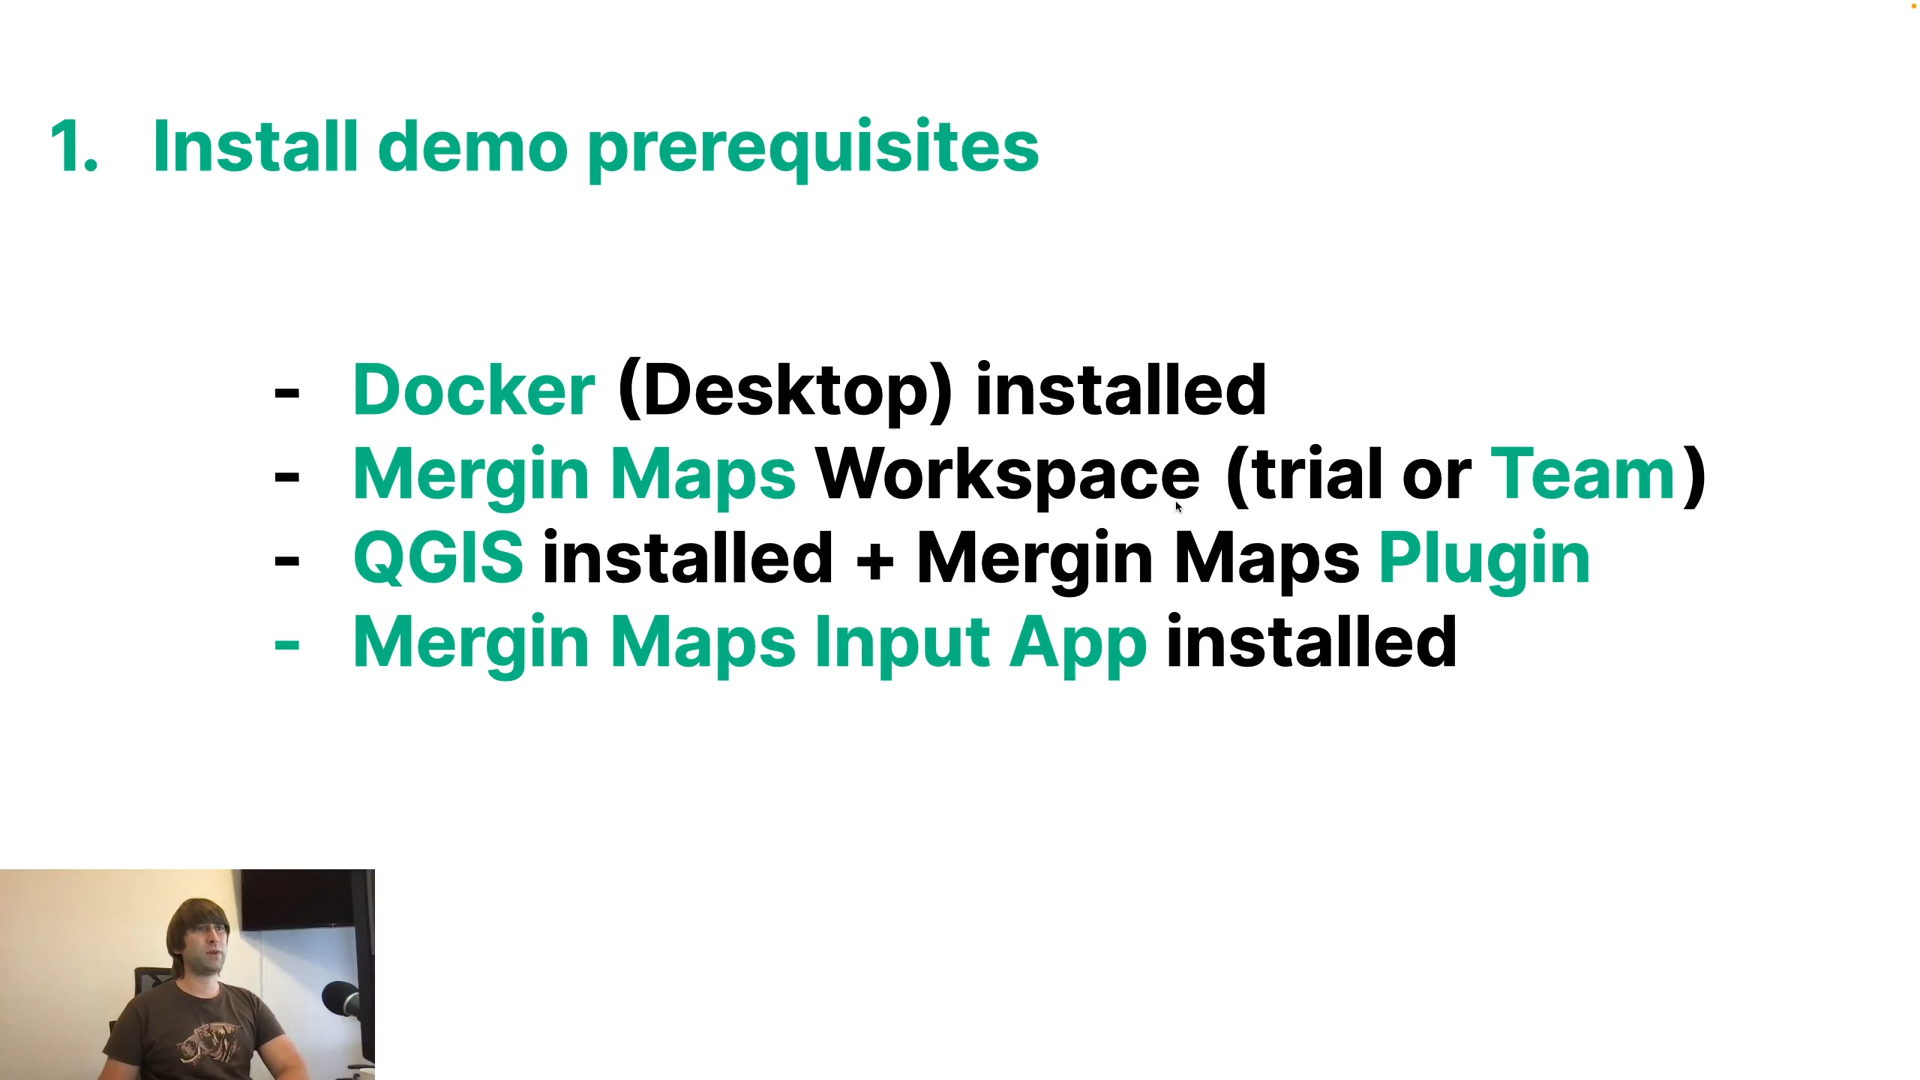 1. Install demo prerequisites
- Docker (Desktop) installed
- Mergin Maps Workspace (trial or Team)
- QGIS installed + Mergin Maps Plugin
- Mergin Maps Input App installed